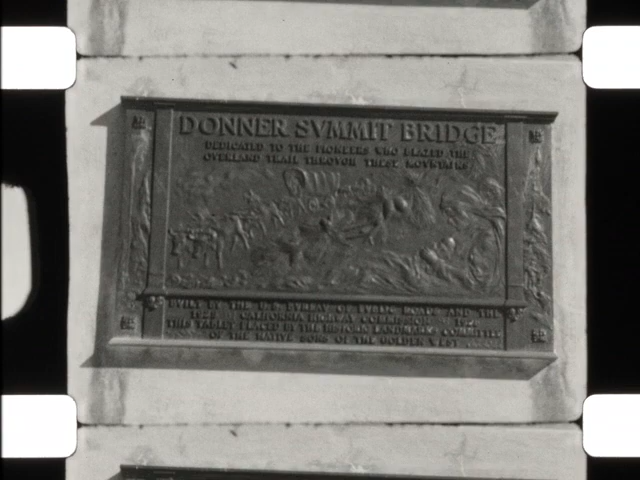 DONNER SVMMIT BRIDGE
DEDICATED TO THE PIONEERS WHO BLAZED THE
OVERLAND TRAIL THROUGH THESE MOVNTAINS
BVILT BY THE U.S. BVREAV OF PVBLIC ROADS AND THE
CALIFORNIA HIGHWAY COMMISSION
THIS TABLET PLACED BY THE HISTORIC LANDMARKS COMMITTEE
OF THE NATIVE SONS OF THE GOLDEN WEST